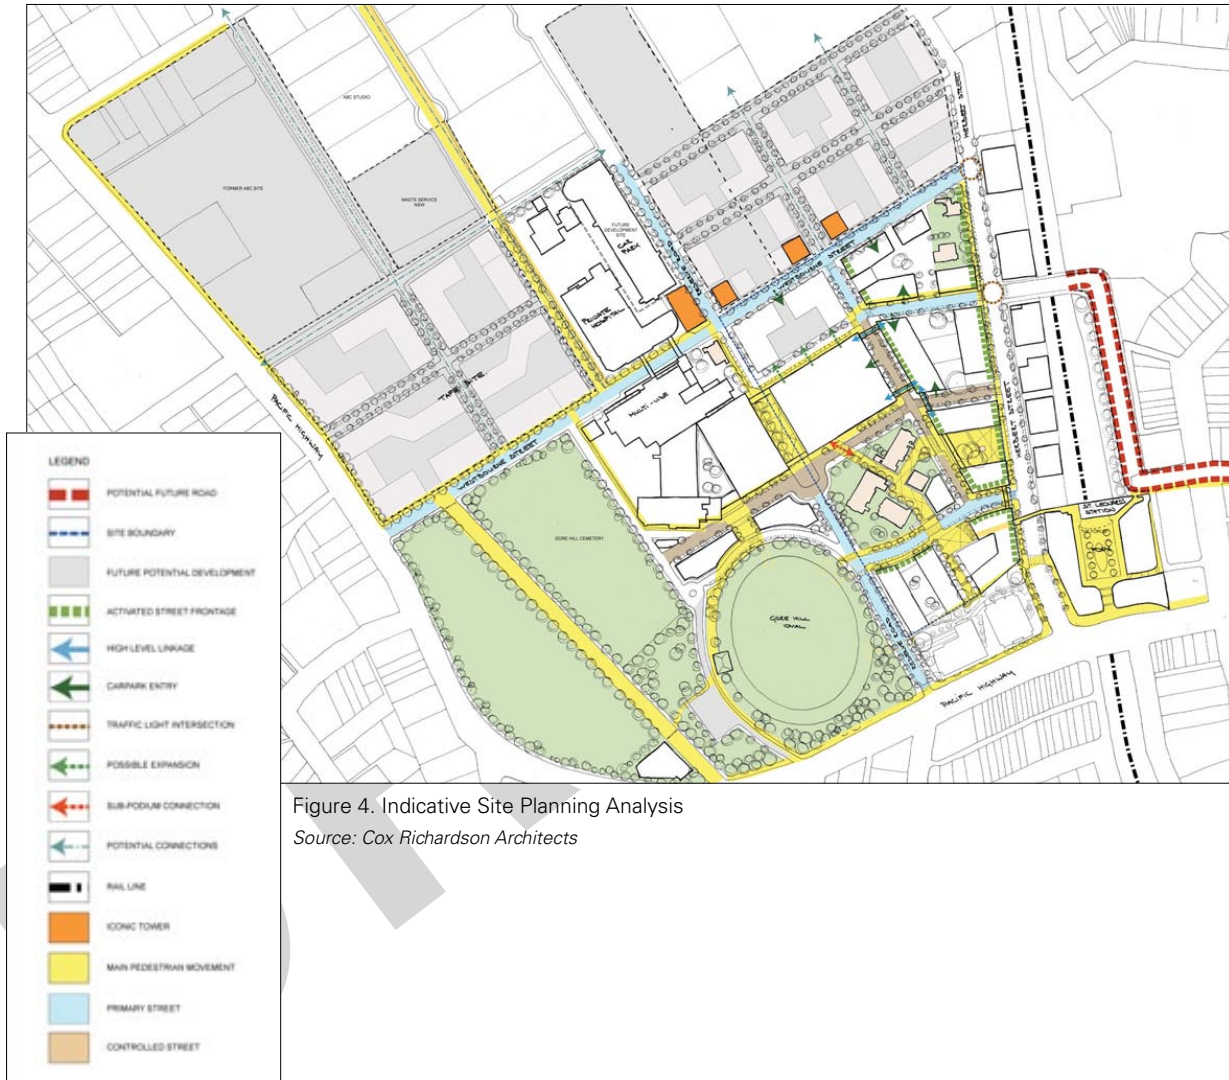 ABC STUDIO
FORMER ABC SITE
WASTE SERVICE
NSW
FUTURE
DEVELOPMENT
SITE
CAR
PARK
PRIVATE
HOSPITAL
HERBERT STREET
WESTBOURNE STREET
TAFE SITE
MULTI-USE
PACIFIC HIGHWAY
WESTBOURNE STREET
HERBERT STREET
GORE HILL CEMETERY
GORE HILL
OVAL
RESERVE ROAD
ST. LEONARDS
STATION
PACIFIC HIGHWAY
LEGEND
POTENTIAL FUTURE ROAD
SITE BOUNDARY
FUTURE POTENTIAL DEVELOPMENT
ACTIVATED STREET FRONTAGE
HIGH LEVEL LINKAGE
CARPARK ENTRY
TRAFFIC LIGHT INTERSECTION
POSSIBLE EXPANSION
SUB-PODIUM CONNECTION
POTENTIAL CONNECTIONS
RAIL LINE
ICONIC TOWER
MAIN PEDESTRIAN MOVEMENT
PRIMARY STREET
CONTROLLED STREET
Figure 4. Indicative Site Planning Analysis
Source: Cox Richardson Architects